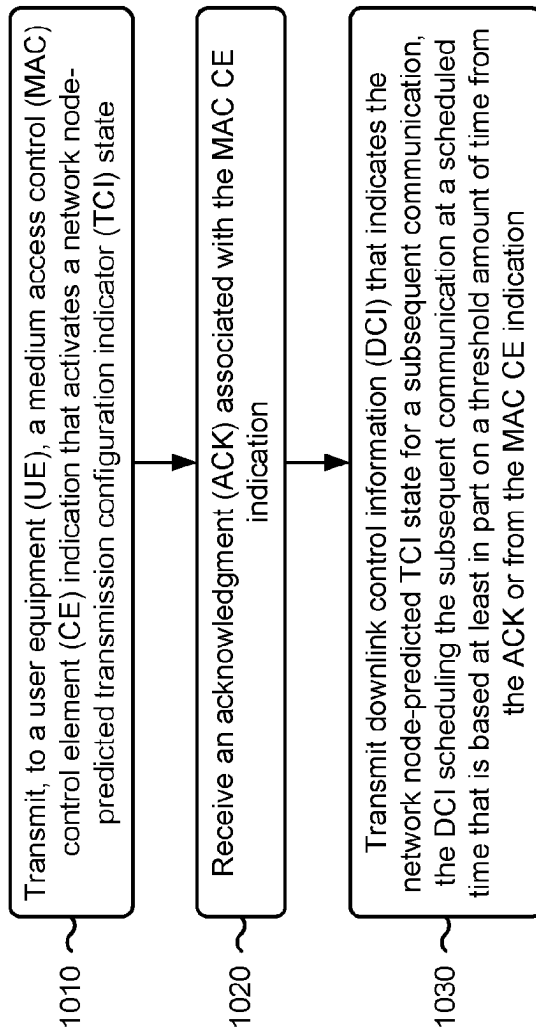 1010
Transmit, to a user equipment (UE), a medium access control (MAC)
control element (CE) indication that activates a network node-
predicted transmission configuration indicator (TCI) state
1020
Receive an acknowledgment (ACK) associated with the MAC CE
indication
1030
Transmit downlink control information (DCI) that indicates the
network node-predicted TCI state for a subsequent communication,
the DCI scheduling the subsequent communication at a scheduled
time that is based at least in part on a threshold amount of time from
the ACK or from the MAC CE indication